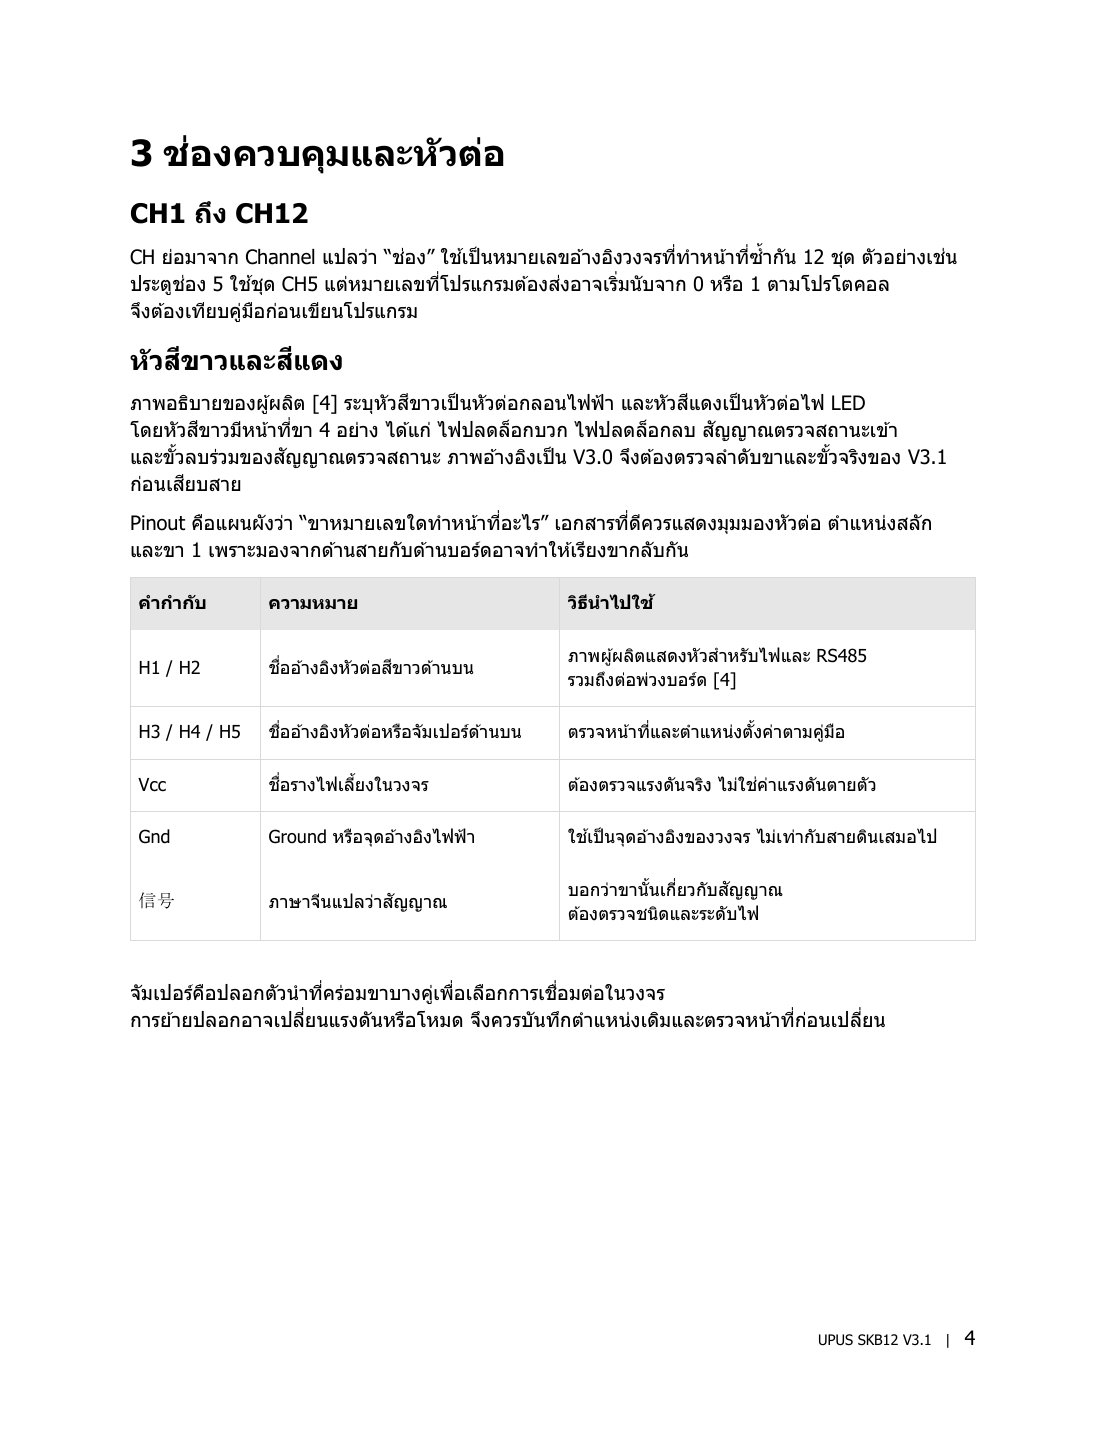 3 ช่องควบคุมและหัวต่อ
CH1 ถึง CH12
CH ย่อมาจาก Channel แปลว่า “ช่อง” ใช้เป็นหมายเลขอ้างอิงวงจรที่ทำหน้าที่ซ้ำกัน 12 ชุด ตัวอย่างเช่น
ประตูช่อง 5 ใช้ชุด CH5 แต่หมายเลขที่โปรแกรมต้องส่งอาจเริ่มนับจาก 0 หรือ 1 ตามโปรโตคอล
จึงต้องเทียบคู่มือก่อนเขียนโปรแกรม
หัวสีขาวและสีแดง
ภาพอธิบายของผู้ผลิต [4] ระบุหัวสีขาวเป็นหัวต่อกลอนไฟฟ้า และหัวสีแดงเป็นหัวต่อไฟ LED
โดยหัวสีขาวมีหน้าที่ขา 4 อย่าง ได้แก่ ไฟปลดล็อกบวก ไฟปลดล็อกลบ สัญญาณตรวจสถานะเข้า
และขั้วลบร่วมของสัญญาณตรวจสถานะ ภาพอ้างอิงเป็น V3.0 จึงต้องตรวจลำดับขาและขั้วจริงของ V3.1
ก่อนเสียบสาย
Pinout คือแผนผังว่า “ขาหมายเลขใดทำหน้าที่อะไร” เอกสารที่ดีควรแสดงมุมมองหัวต่อ ตำแหน่งสลัก
และขา 1 เพราะมองจากด้านสายกับด้านบอร์ดอาจทำให้เรียงขากลับกัน
คำกำกับ ความหมาย วิธีนำไปใช้
H1 / H2 ชื่ออ้างอิงหัวต่อสีขาวด้านบน ภาพผู้ผลิตแสดงหัวสำหรับไฟและ RS485
รวมถึงต่อพ่วงบอร์ด [4]
H3 / H4 / H5 ชื่ออ้างอิงหัวต่อหรือจัมเปอร์ด้านบน ตรวจหน้าที่และตำแหน่งตั้งค่าตามคู่มือ
Vcc ชื่อรางไฟเลี้ยงในวงจร ต้องตรวจแรงดันจริง ไม่ใช่ค่าแรงดันตายตัว
Gnd Ground หรือจุดอ้างอิงไฟฟ้า ใช้เป็นจุดอ้างอิงของวงจร ไม่เท่ากับสายดินเสมอไป
信号 ภาษาจีนแปลว่าสัญญาณ บอกว่าขานั้นเกี่ยวกับสัญญาณ
ต้องตรวจชนิดและระดับไฟ
จัมเปอร์คือปลอกตัวนำที่คร่อมขาบางคู่เพื่อเลือกการเชื่อมต่อในวงจร
การย้ายปลอกอาจเปลี่ยนแรงดันหรือโหมด จึงควรบันทึกตำแหน่งเดิมและตรวจหน้าที่ก่อนเปลี่ยน
UPUS SKB12 V3.1 | 4